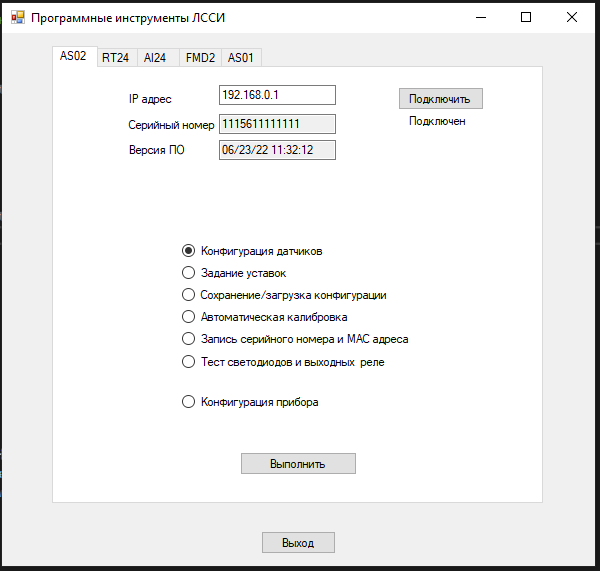 Программные инструменты ЛССИ
AS02 RT24 AI24 FMD2 AS01
IP адрес 192.168.0.1 Подключить
Серийный номер 1115611111111 Подключен
Версия ПО 06/23/22 11:32:12
Конфигурация датчиков
Задание уставок
Сохранение/загрузка конфигурации
Автоматическая калибровка
Запись серийного номера и МАС адреса
Тест светодиодов и выходных реле
Конфигурация прибора
Выполнить
Выход